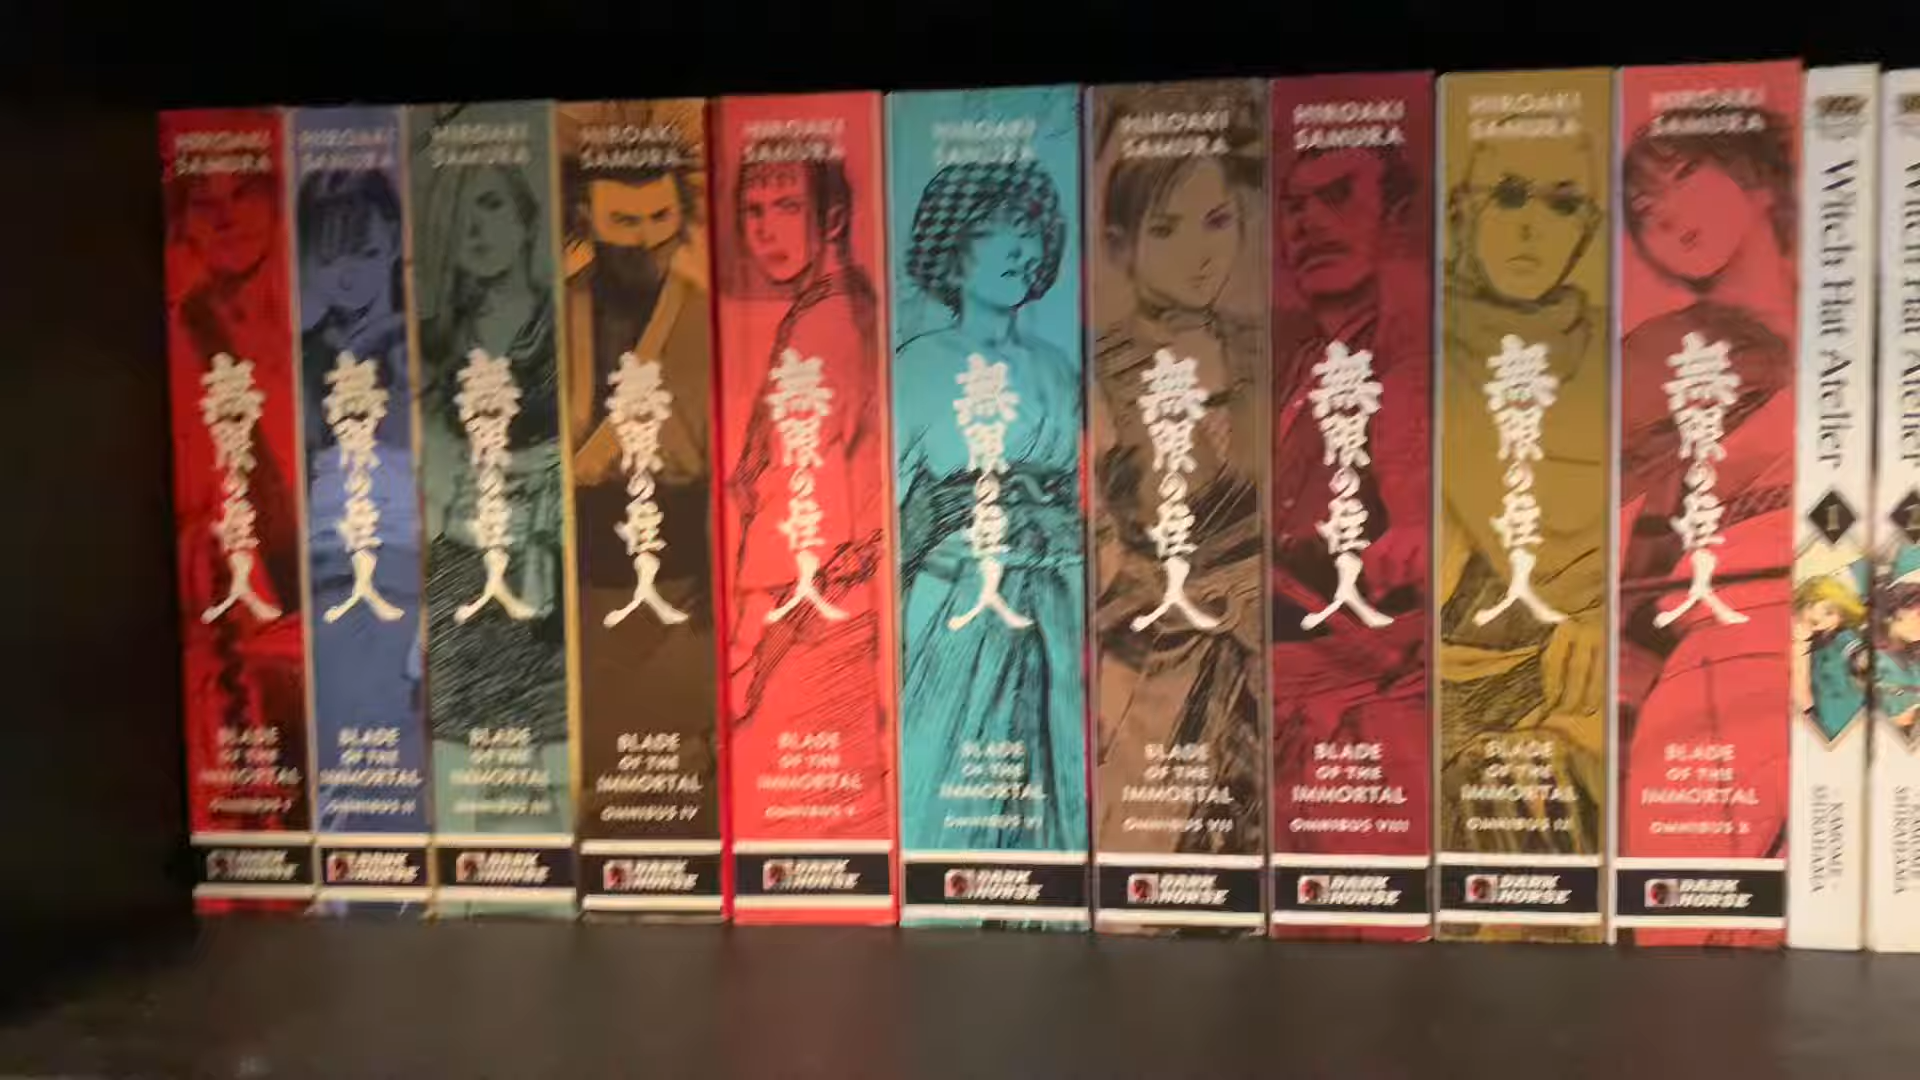 HIROAKI
SAMURA
無限の住人
BLADE
OF THE
IMMORTAL
OMNIBUS I
DARK
HORSE
HIROAKI
SAMURA
無限の住人
BLADE
OF THE
IMMORTAL
OMNIBUS II
DARK
HORSE
HIROAKI
SAMURA
無限の住人
BLADE
OF THE
IMMORTAL
OMNIBUS III
DARK
HORSE
HIROAKI
SAMURA
無限の住人
BLADE
OF THE
IMMORTAL
OMNIBUS IV
DARK
HORSE
HIROAKI
SAMURA
無限の住人
BLADE
OF THE
IMMORTAL
OMNIBUS V
DARK
HORSE
HIROAKI
SAMURA
無限の住人
BLADE
OF THE
IMMORTAL
OMNIBUS VI
DARK
HORSE
HIROAKI
SAMURA
無限の住人
BLADE
OF THE
IMMORTAL
OMNIBUS VII
DARK
HORSE
HIROAKI
SAMURA
無限の住人
BLADE
OF THE
IMMORTAL
OMNIBUS VIII
DARK
HORSE
HIROAKI
SAMURA
無限の住人
BLADE
OF THE
IMMORTAL
OMNIBUS IX
DARK
HORSE
HIROAKI
SAMURA
無限の住人
BLADE
OF THE
IMMORTAL
OMNIBUS X
DARK
HORSE
Witch Hat Atelier
1
KAMOME
SHIRAHAMA
Witch Hat Atelier
KAMOME
SHIRAHAMA